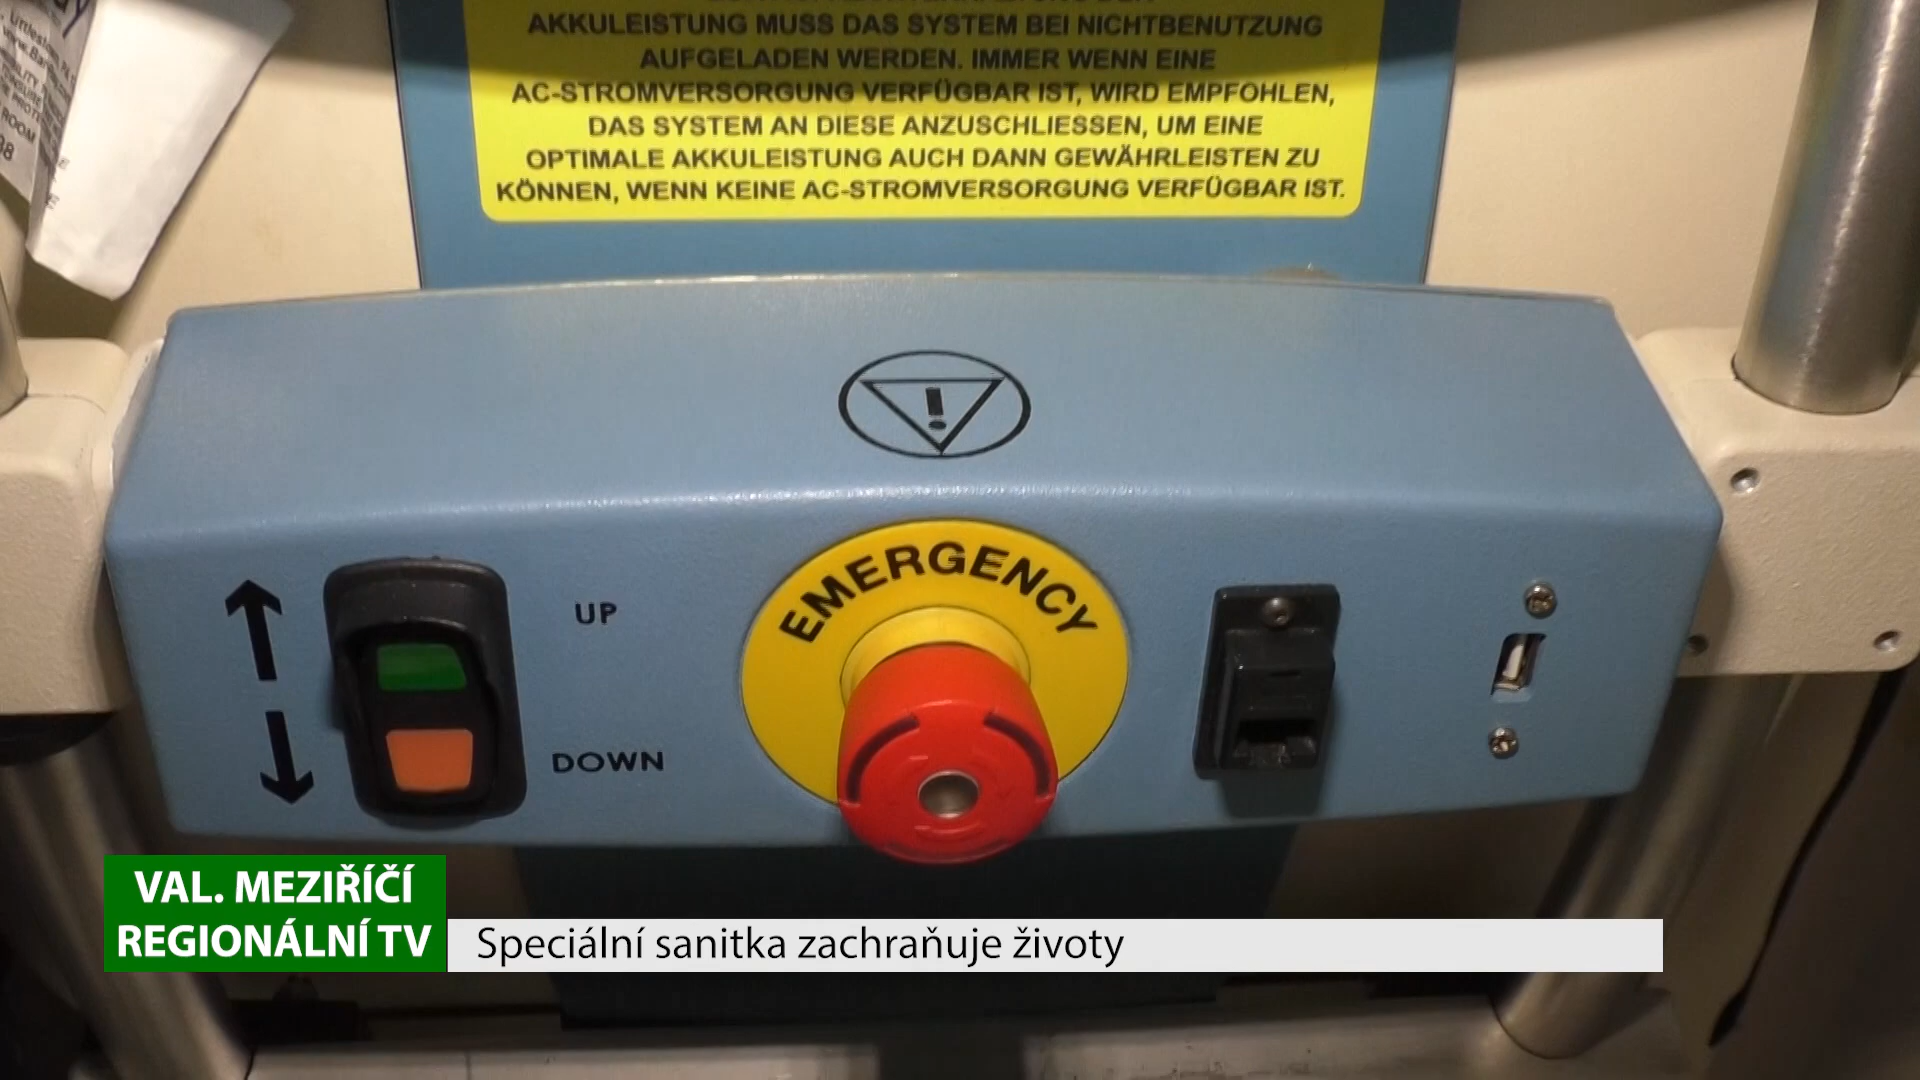 AKKULEISTUNG MUSS DAS SYSTEM BEI NICHTBENUTZUNG
AUFGELADEN WERDEN. IMMER WENN EINE
AC-STROMVERSORGUNG VERFÜGBAR IST, WIRD EMPFOHLEN,
DAS SYSTEM AN DIESE ANZUSCHLIESSEN, UM EINE
OPTIMALE AKKULEISTUNG AUCH DANN GEWÄHRLEISTEN ZU
KÖNNEN, WENN KEINE AC-STROMVERSORGUNG VERFÜGBAR IST.
!
EMERGENCY
UP
DOWN
VAL. MEZIŘÍČÍ
REGIONÁLNÍ TV
Speciální sanitka zachraňuje životy